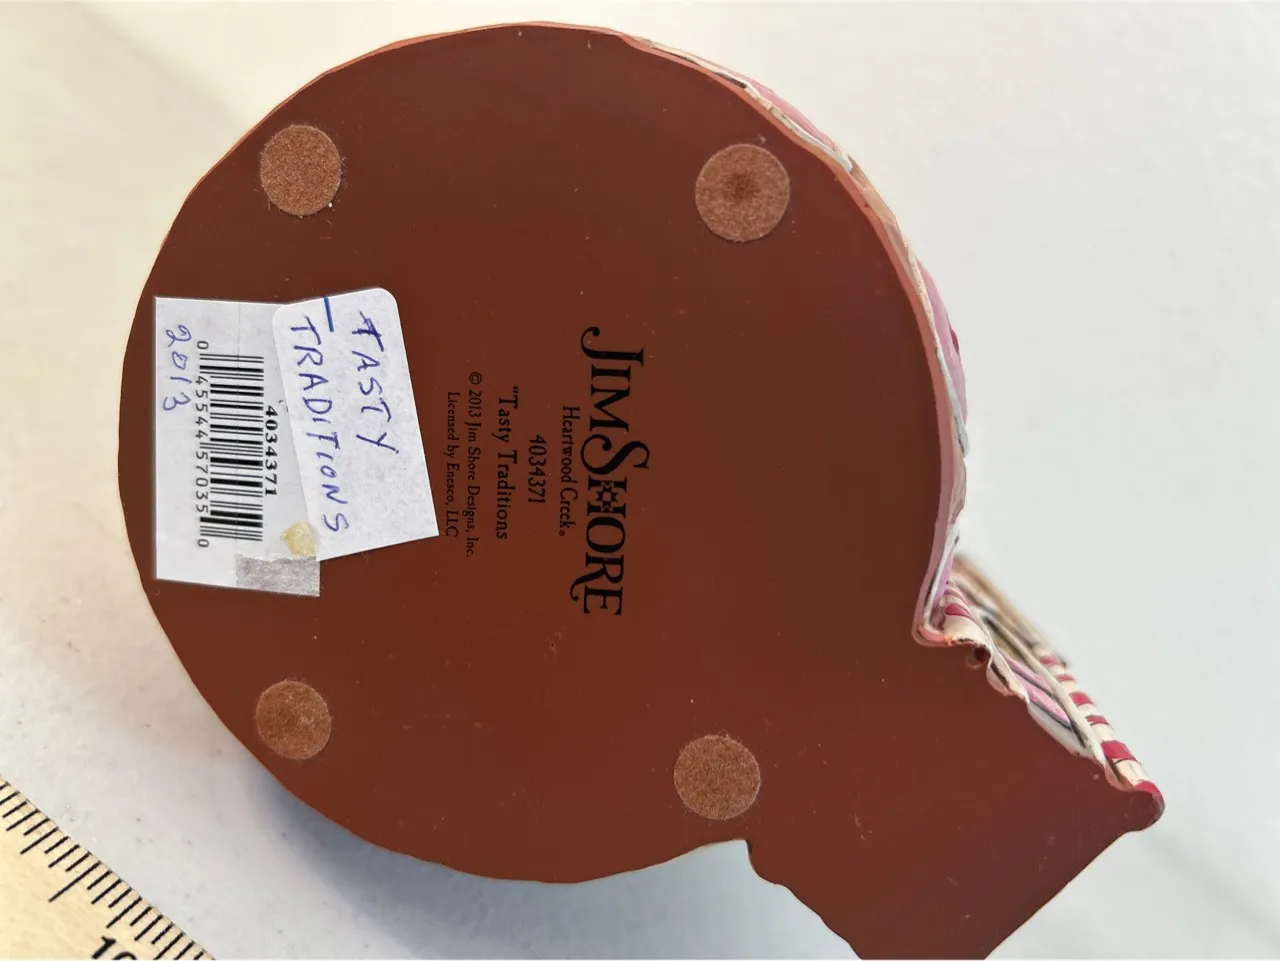 JIM SHORE
Heartwood Creek®
4034371
"Tasty Traditions
© 2013 Jim Shore Designs, Inc.
Licensed by Enesco, LLC
TASTY
TRADITIONS
4034371
0 45544 57035 0
2013
10